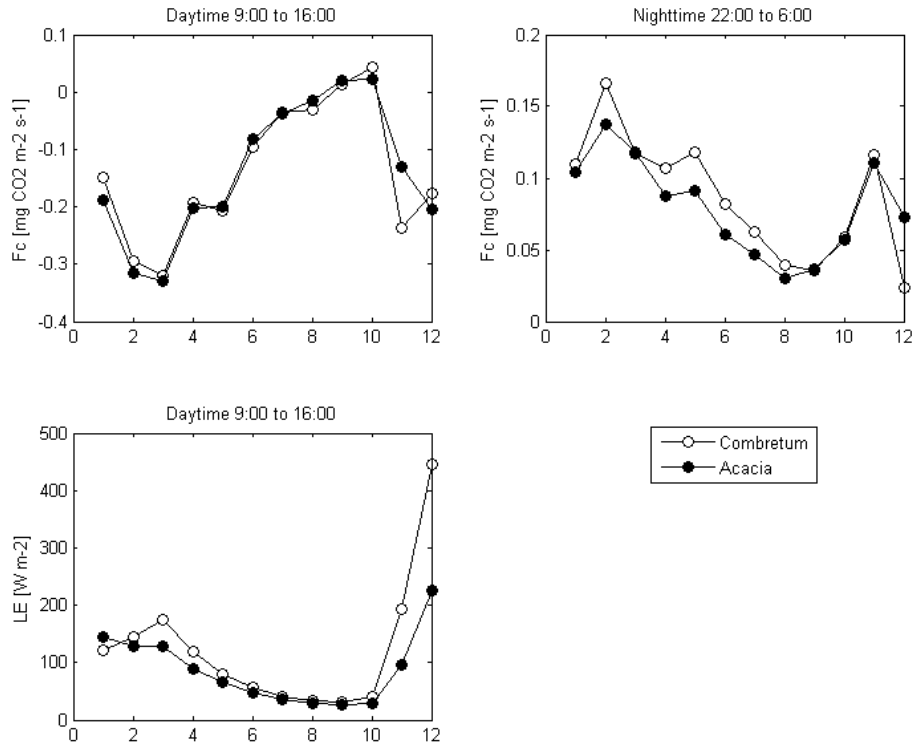 Daytime 9:00 to 16:00
0.1
0
-0.1
-0.2
-0.3
-0.4
Fc [mg CO2 m-2 s-1]
0 2 4 6 8 10 12
Nighttime 22:00 to 6:00
0.2
0.15
0.1
0.05
0
Fc [mg CO2 m-2 s-1]
0 2 4 6 8 10 12
Daytime 9:00 to 16:00
500
400
300
200
100
0
LE [W m-2]
0 2 4 6 8 10 12
Combretum
Acacia